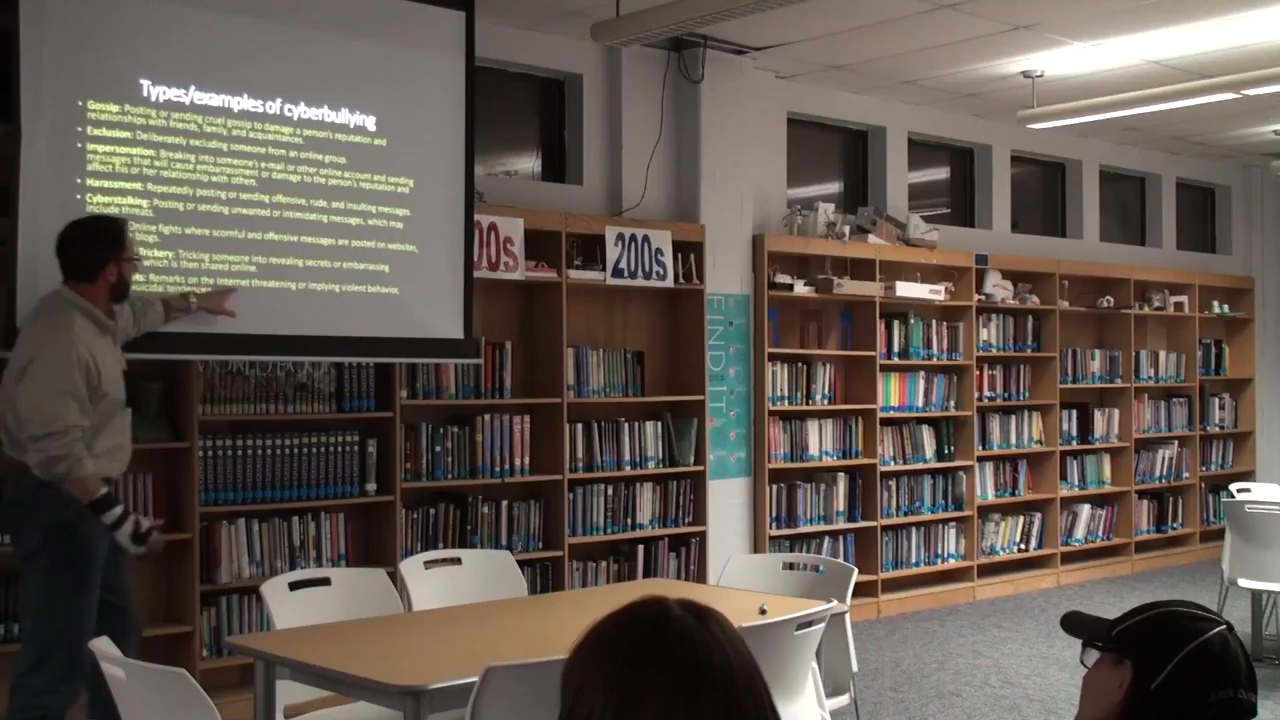 Types/examples of cyberbullying
• Gossip: Posting or sending cruel gossip to damage a person's reputation and
relationships with friends, family, and acquaintances.
• Exclusion: Deliberately excluding someone from an online group.
• Impersonation: Breaking into someone's e-mail or other online account and sending
messages that will cause embarrassment or damage to the person's reputation and
affect his or her relationship with others.
• Harassment: Repeatedly posting or sending offensive, rude, and insulting messages.
• Cyberstalking: Posting or sending unwanted or intimidating messages, which may
include threats.
Online fights where scornful and offensive messages are posted on websites,
blogs.
Trickery: Tricking someone into revealing secrets or embarrassing
which is then shared online.
Remarks on the Internet threatening or implying violent behavior,
00s
200s
FIND IT